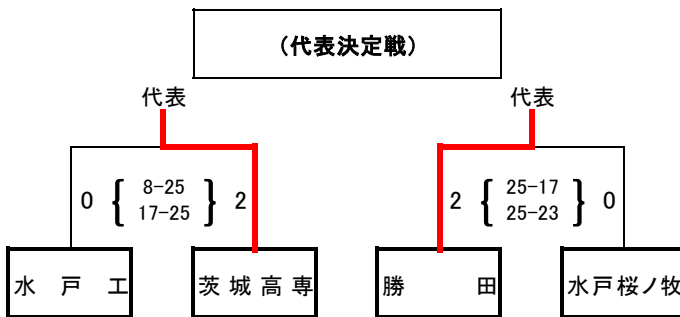 （代表決定戦）
代表 代表
0 { 8-25 17-25 } 2 2 { 25-17 25-23 } 0
水戸工 茨城高専 勝田 水戸桜ノ牧